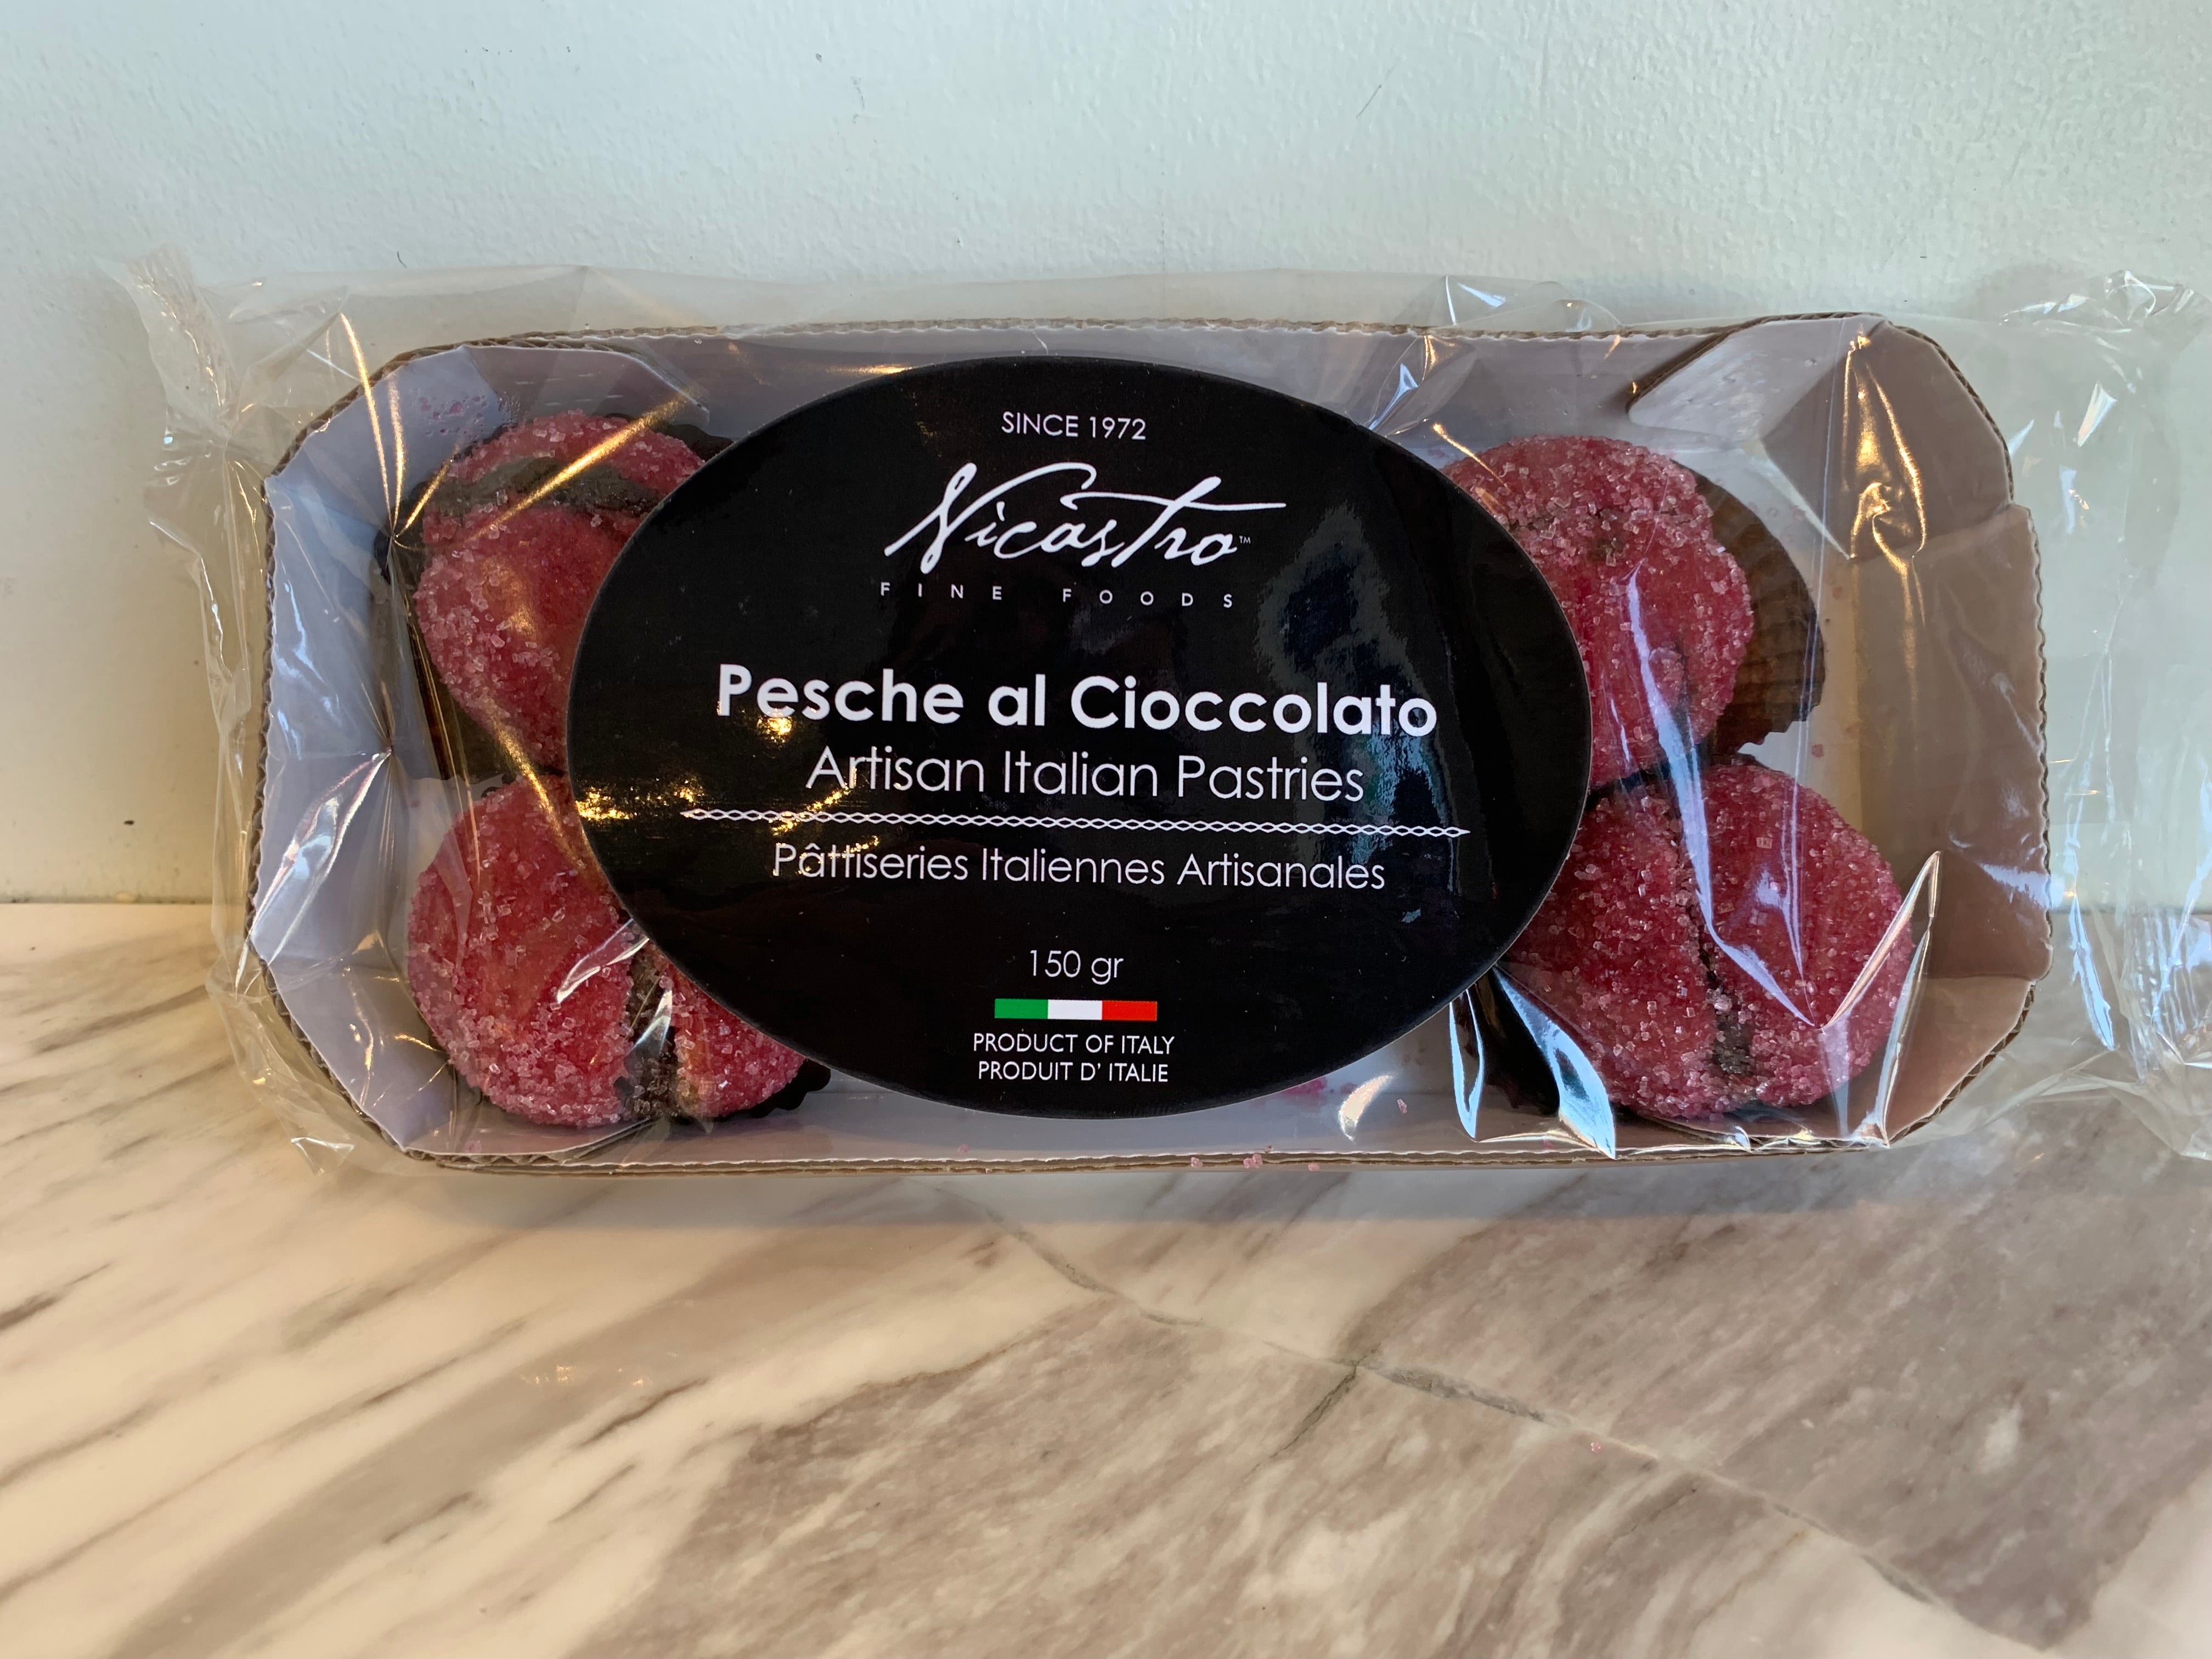 SINCE 1972
Nicastro™
FINE FOODS
Pesche al Cioccolato
Artisan Italian Pastries
Pâttiseries Italiennes Artisanales
150 gr
PRODUCT OF ITALY
PRODUIT D' ITALIE